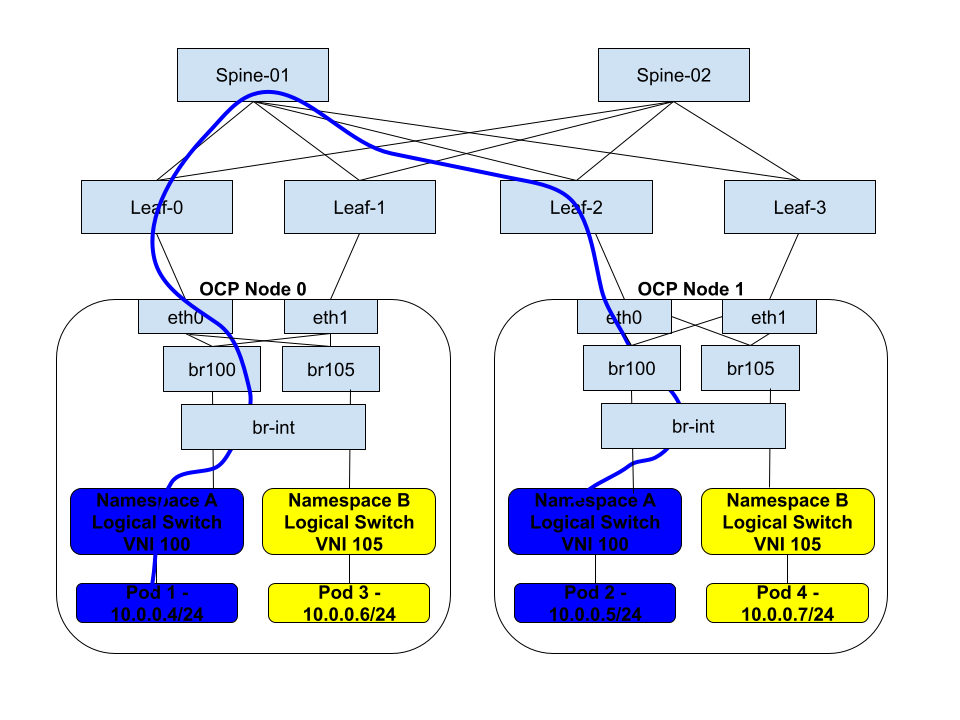 Spine-01
Spine-02
Leaf-0
Leaf-1
Leaf-2
Leaf-3
OCP Node 0
eth0
eth1
br100
br105
br-int
Namespace A
Logical Switch
VNI 100
Namespace B
Logical Switch
VNI 105
Pod 1 -
10.0.0.4/24
Pod 3 -
10.0.0.6/24
OCP Node 1
eth0
eth1
br100
br105
br-int
Namespace A
Logical Switch
VNI 100
Namespace B
Logical Switch
VNI 105
Pod 2 -
10.0.0.5/24
Pod 4 -
10.0.0.7/24